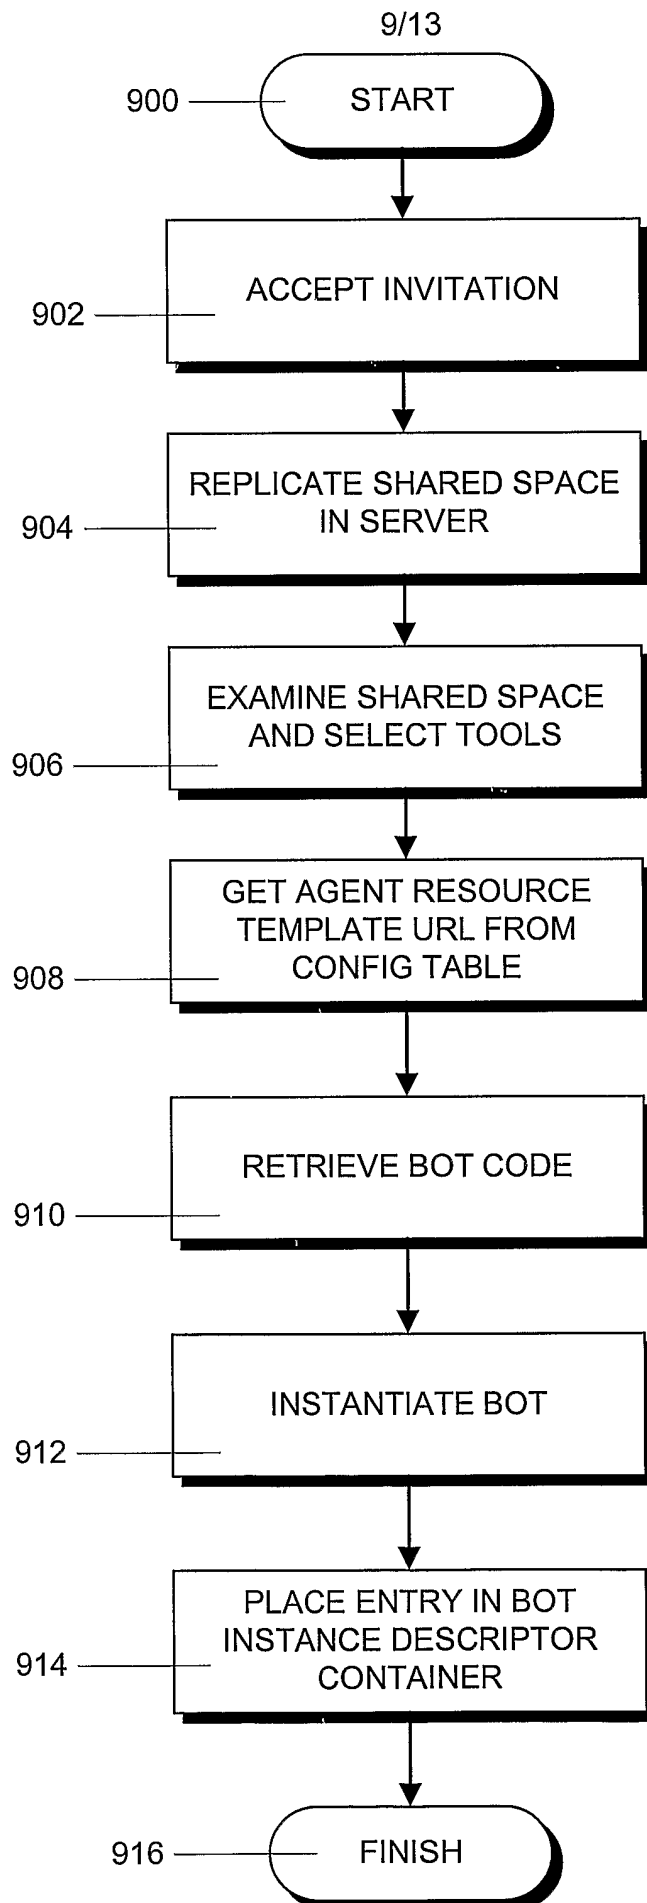 9/13
900
START
902
ACCEPT INVITATION
904
REPLICATE SHARED SPACE
IN SERVER
906
EXAMINE SHARED SPACE
AND SELECT TOOLS
908
GET AGENT RESOURCE
TEMPLATE URL FROM
CONFIG TABLE
910
RETRIEVE BOT CODE
912
INSTANTIATE BOT
914
PLACE ENTRY IN BOT
INSTANCE DESCRIPTOR
CONTAINER
916
FINISH